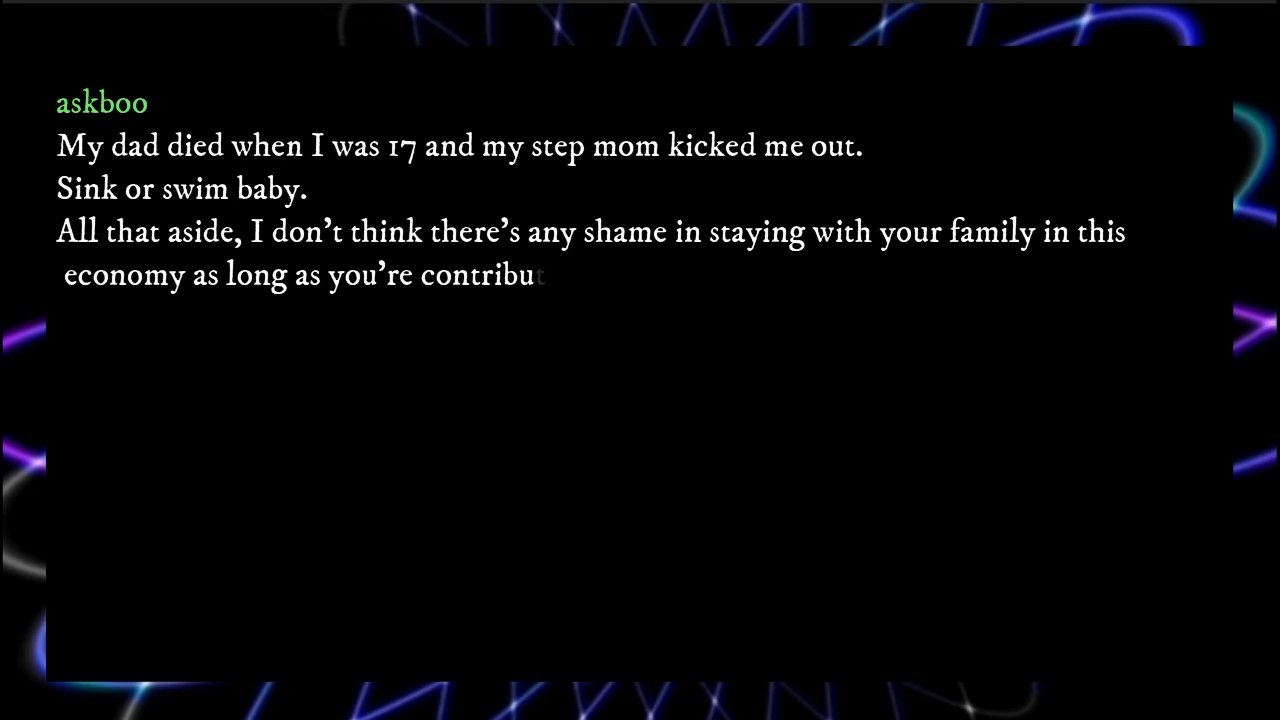 askboo
My dad died when I was 17 and my step mom kicked me out.
Sink or swim baby.
All that aside, I don't think there's any shame in staying with your family in this
economy as long as you're contribut